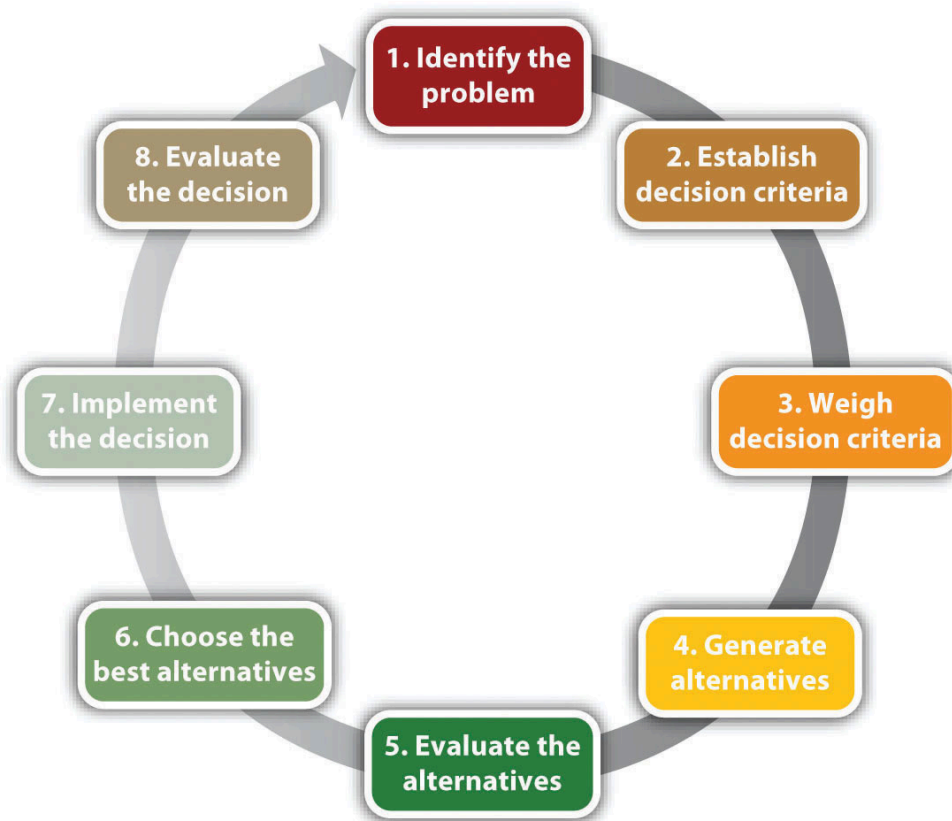 1. Identify the
problem
2. Establish
decision criteria
3. Weigh
decision criteria
4. Generate
alternatives
5. Evaluate the
alternatives
6. Choose the
best alternatives
7. Implement
the decision
8. Evaluate
the decision